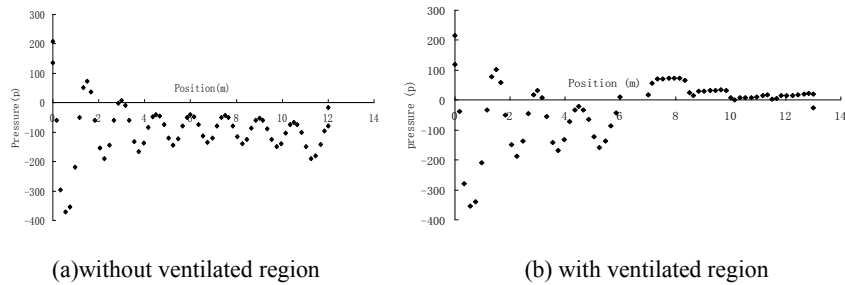 300
200
100
0
-100
-200
-300
-400
Pressure(p)
Position(m)
0 2 4 6 8 10 12 14
(a)without ventilated region
300
200
100
0
-100
-200
-300
-400
pressure (p)
Position (m)
0 2 4 6 8 10 12 14
(b) with ventilated region